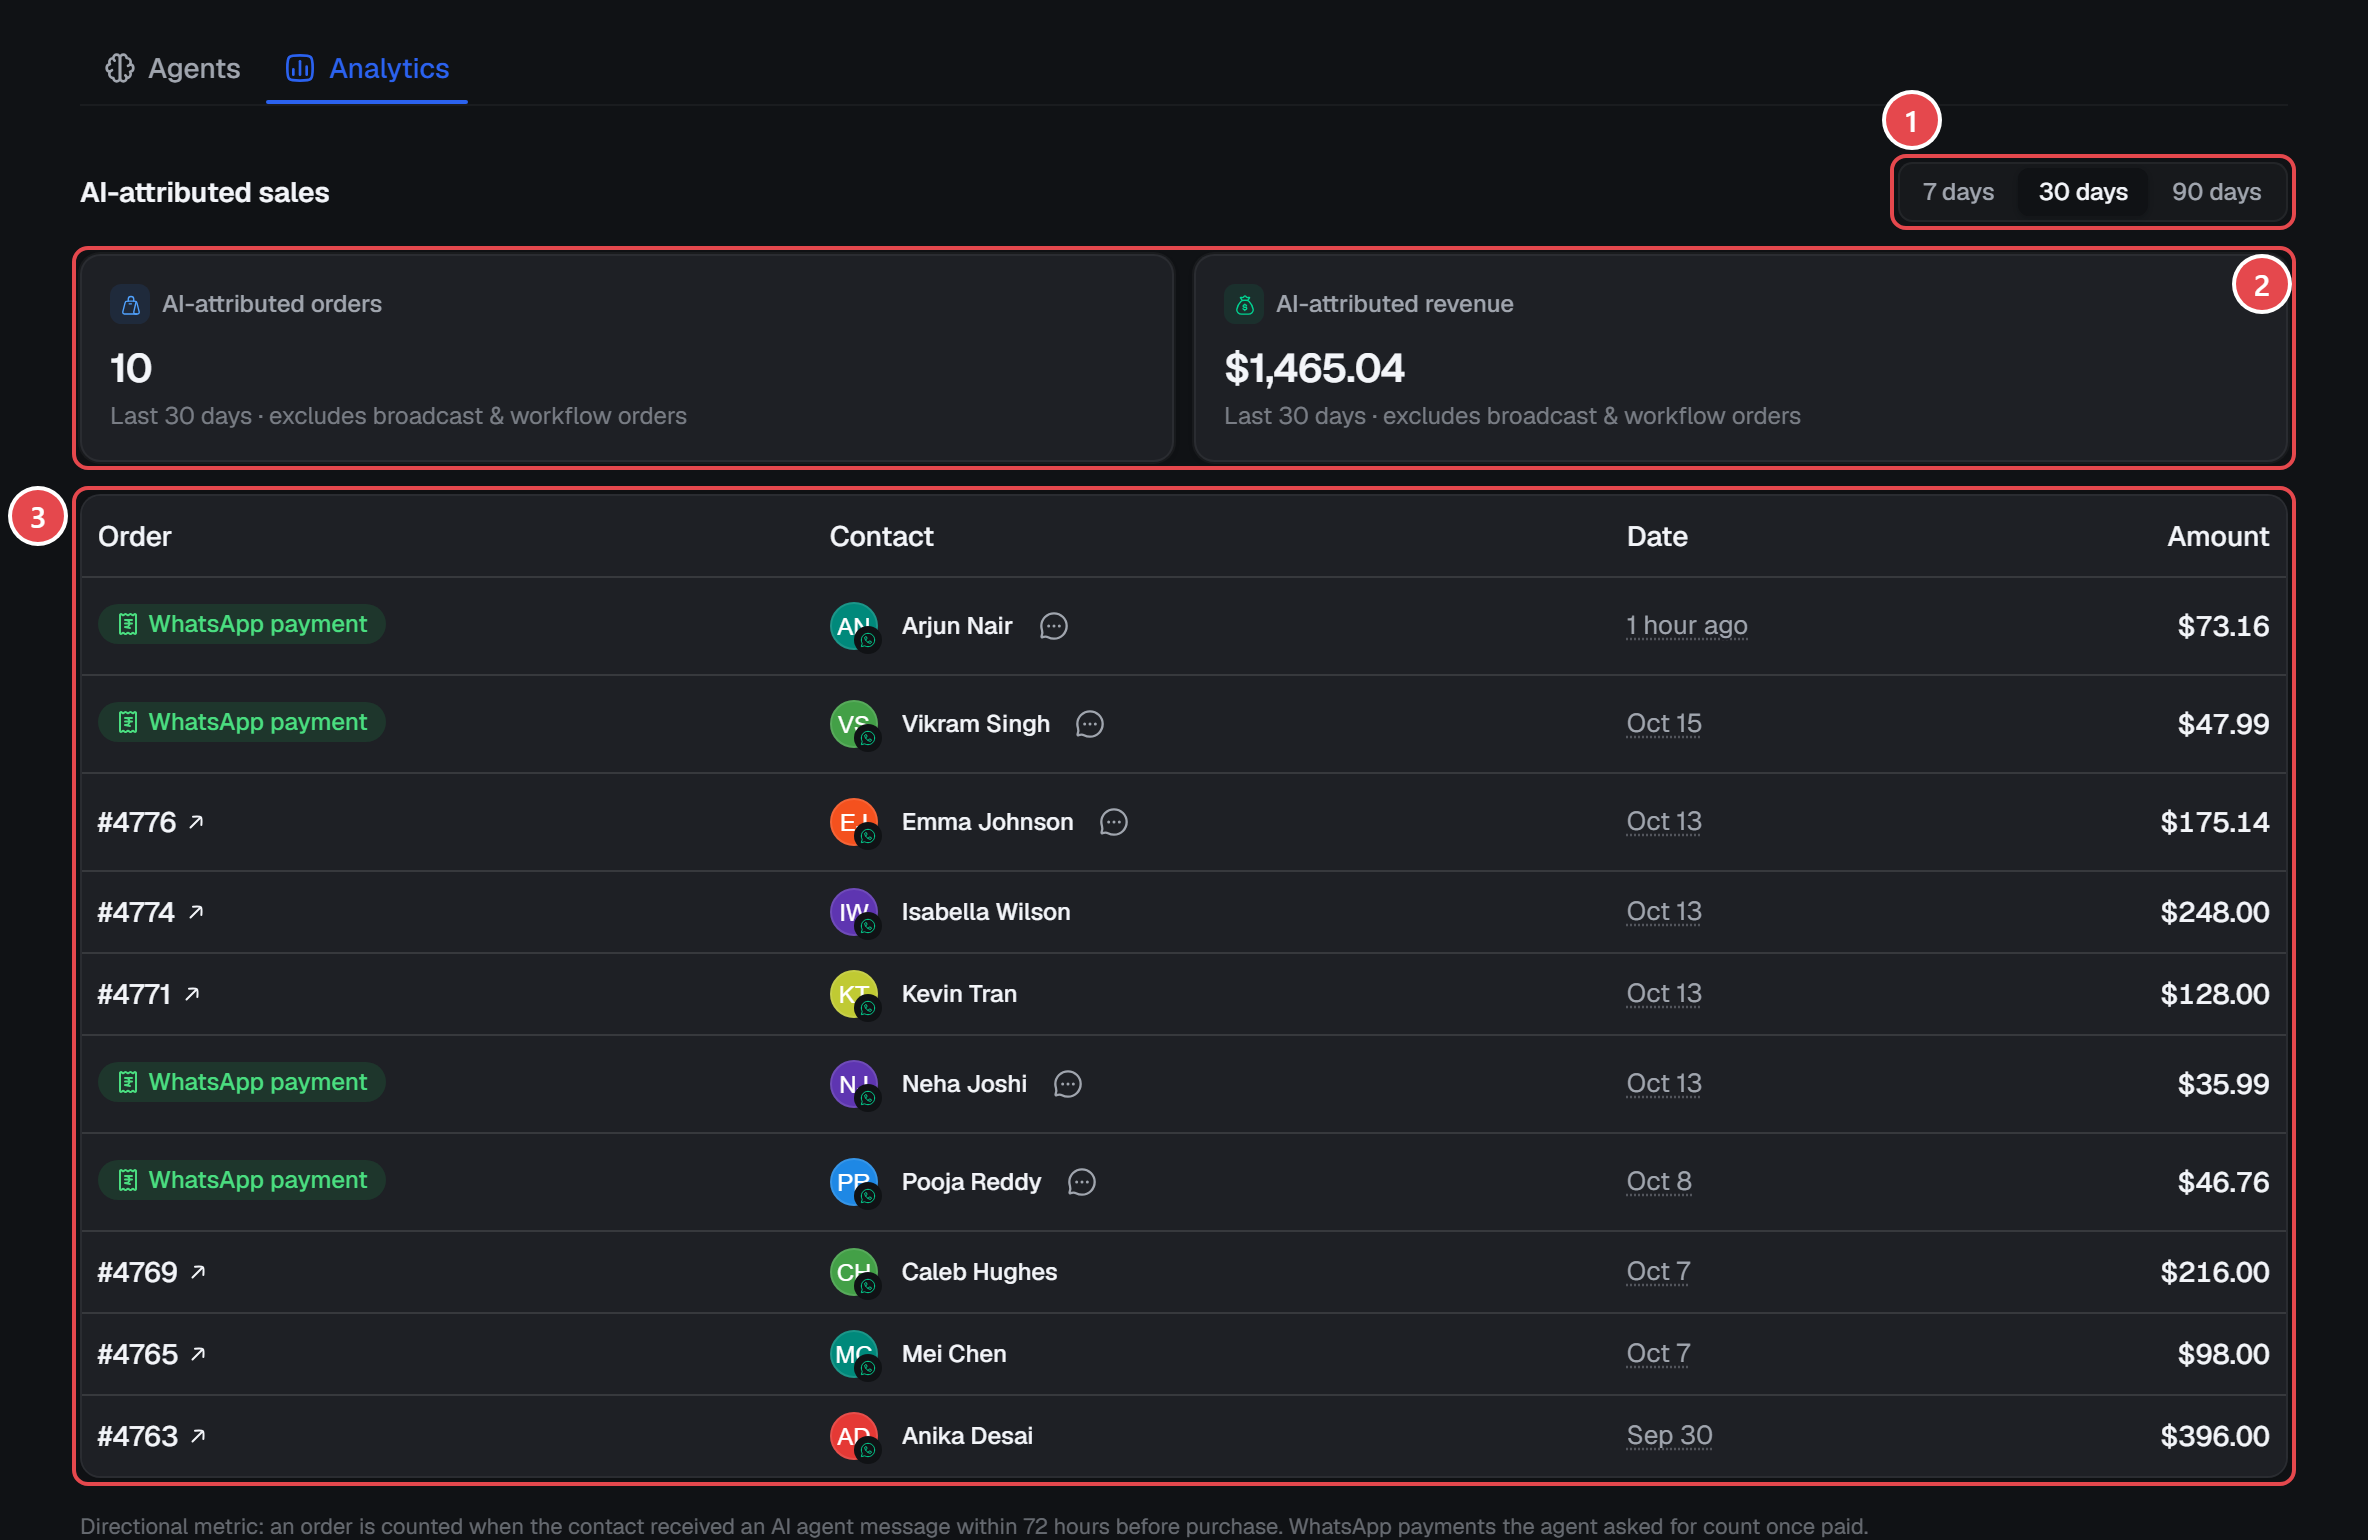 Agents Analytics
1
AI-attributed sales 7 days 30 days 90 days
2
AI-attributed orders AI-attributed revenue
10 $1,465.04
Last 30 days · excludes broadcast & workflow orders Last 30 days · excludes broadcast & workflow orders
3
Order Contact Date Amount
WhatsApp payment AN Arjun Nair 1 hour ago $73.16
WhatsApp payment VS Vikram Singh Oct 15 $47.99
#4776 EJ Emma Johnson Oct 13 $175.14
#4774 IW Isabella Wilson Oct 13 $248.00
#4771 KT Kevin Tran Oct 13 $128.00
WhatsApp payment NJ Neha Joshi Oct 13 $35.99
WhatsApp payment PR Pooja Reddy Oct 8 $46.76
#4769 CH Caleb Hughes Oct 7 $216.00
#4765 MC Mei Chen Oct 7 $98.00
#4763 AD Anika Desai Sep 30 $396.00
Directional metric: an order is counted when the contact received an AI agent message within 72 hours before purchase. WhatsApp payments the agent asked for count once paid.